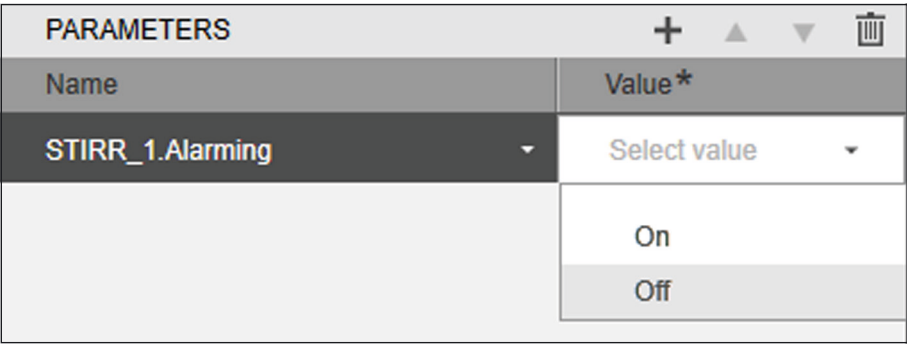 PARAMETERS
Name Value*
STIRR_1.Alarming Select value
On
Off